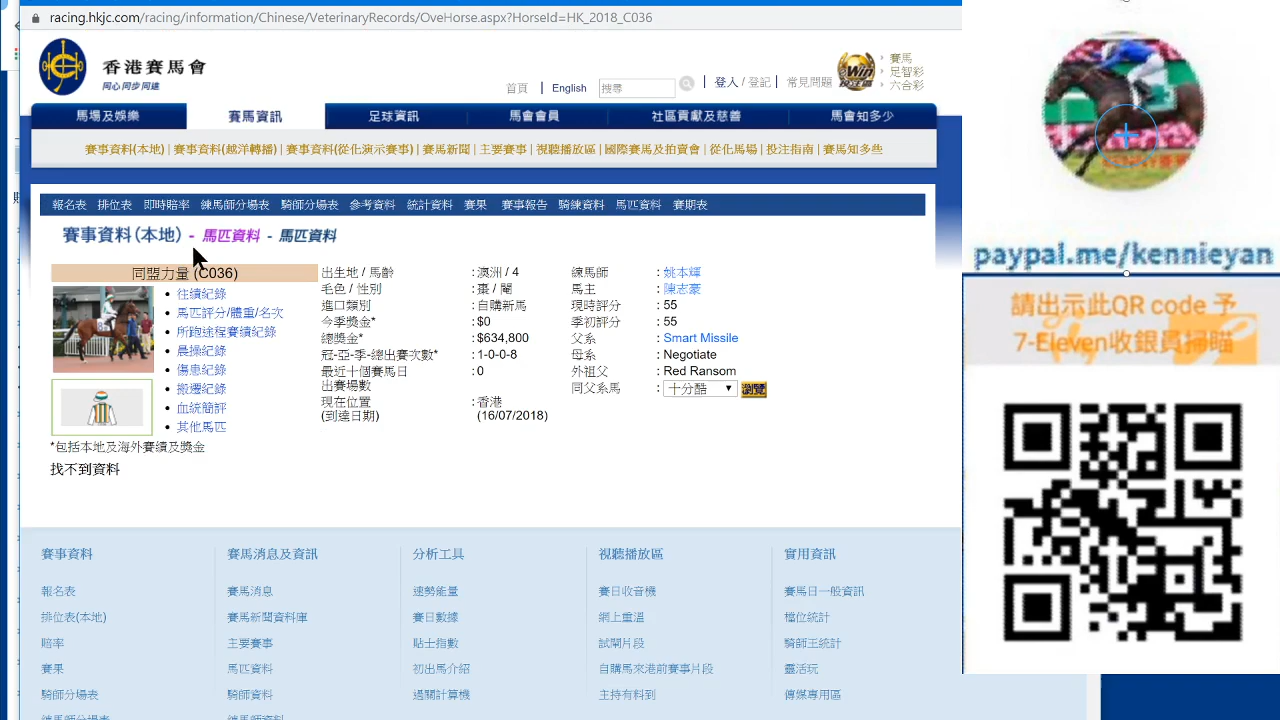 racing.hkjc.com/racing/information/Chinese/VeterinaryRecords/OveHorse.aspx?HorseId=HK_2018_C036
香港賽馬會
同心同步同進
首頁 | English 搜尋 | 登入 / 登記 | 常見問題
Win
賽馬
足智彩
六合彩
馬場及娛樂 賽馬資訊 足球資訊 馬會會員 社區貢獻及慈善 馬會知多少
賽事資料(本地) | 賽事資料(越洋轉播) | 賽事資料(從化演示賽事) | 賽馬新聞 | 主要賽事 | 視聽播放區 | 國際賽馬及拍賣會 | 從化馬場 | 投注指南 | 賽馬知多些
報名表 排位表 即時賠率 練馬師分場表 騎師分場表 參考資料 統計資料 賽果 賽事報告 騎練資料 馬匹資料 賽期表
賽事資料(本地) - 馬匹資料 - 馬匹資料
同盟力量 (C036)
往績紀錄
馬匹評分/體重/名次
所跑途程賽績紀錄
晨操紀錄
傷患紀錄
搬遷紀錄
血統簡評
其他馬匹
出生地 / 馬齡 : 澳洲 / 4
毛色 / 性別 : 棗 / 閹
進口類別 : 自購新馬
今季獎金* : $0
總獎金* : $634,800
冠-亞-季-總出賽次數* : 1-0-0-8
最近十個賽馬日 : 0
出賽場數
現在位置 : 香港
(到達日期) (16/07/2018)
練馬師 : 姚本輝
馬主 : 陳志豪
現時評分 : 55
季初評分 : 55
父系 : Smart Missile
母系 : Negotiate
外祖父 : Red Ransom
同父系馬 : 十分酷 瀏覽
*包括本地及海外賽績及獎金
找不到資料
賽事資料 賽馬消息及資訊 分析工具 視聽播放區 實用資訊
報名表 賽馬消息 速勢能量 賽日收音機 賽馬日一般資訊
排位表(本地) 賽馬新聞資料庫 賽日數據 網上重溫 檔位統計
賠率 主要賽事 貼士指數 試閘片段 騎師王統計
賽果 馬匹資料 初出馬介紹 自購馬來港前賽事片段 靈活玩
騎師分場表 騎師資料 過關計算機 主持有料到 傳媒專用區
練馬師分場表 練馬師資料
paypal.me/kennieyan
請出示此QR code 予
7-Eleven收銀員掃瞄